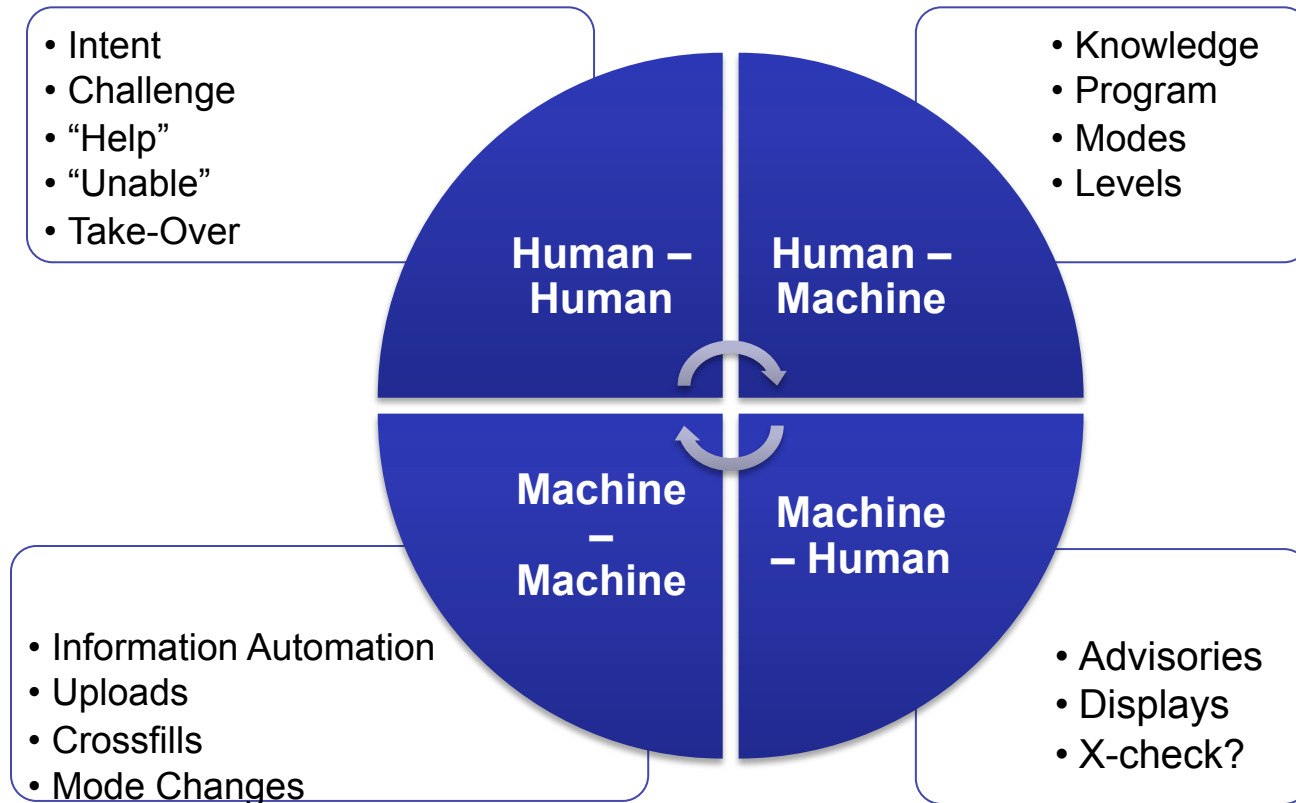 • Intent
• Challenge
• “Help”
• “Unable”
• Take-Over
• Knowledge
• Program
• Modes
• Levels
Human –
Human
Human –
Machine
Machine
–
Machine
Machine
– Human
• Information Automation
• Uploads
• Crossfills
• Mode Changes
• Advisories
• Displays
• X-check?